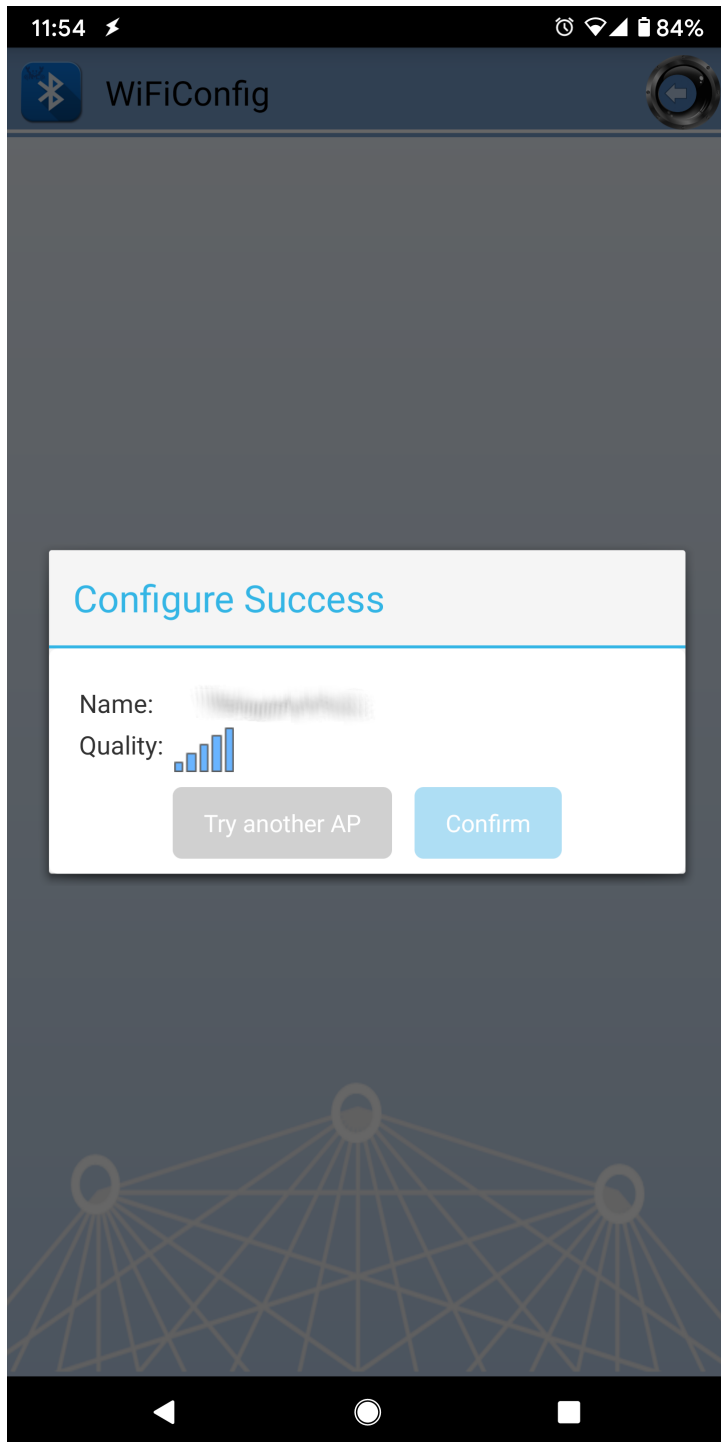 11:54 84%
WiFiConfig
Configure Success
Name:
Quality:
Try another AP Confirm